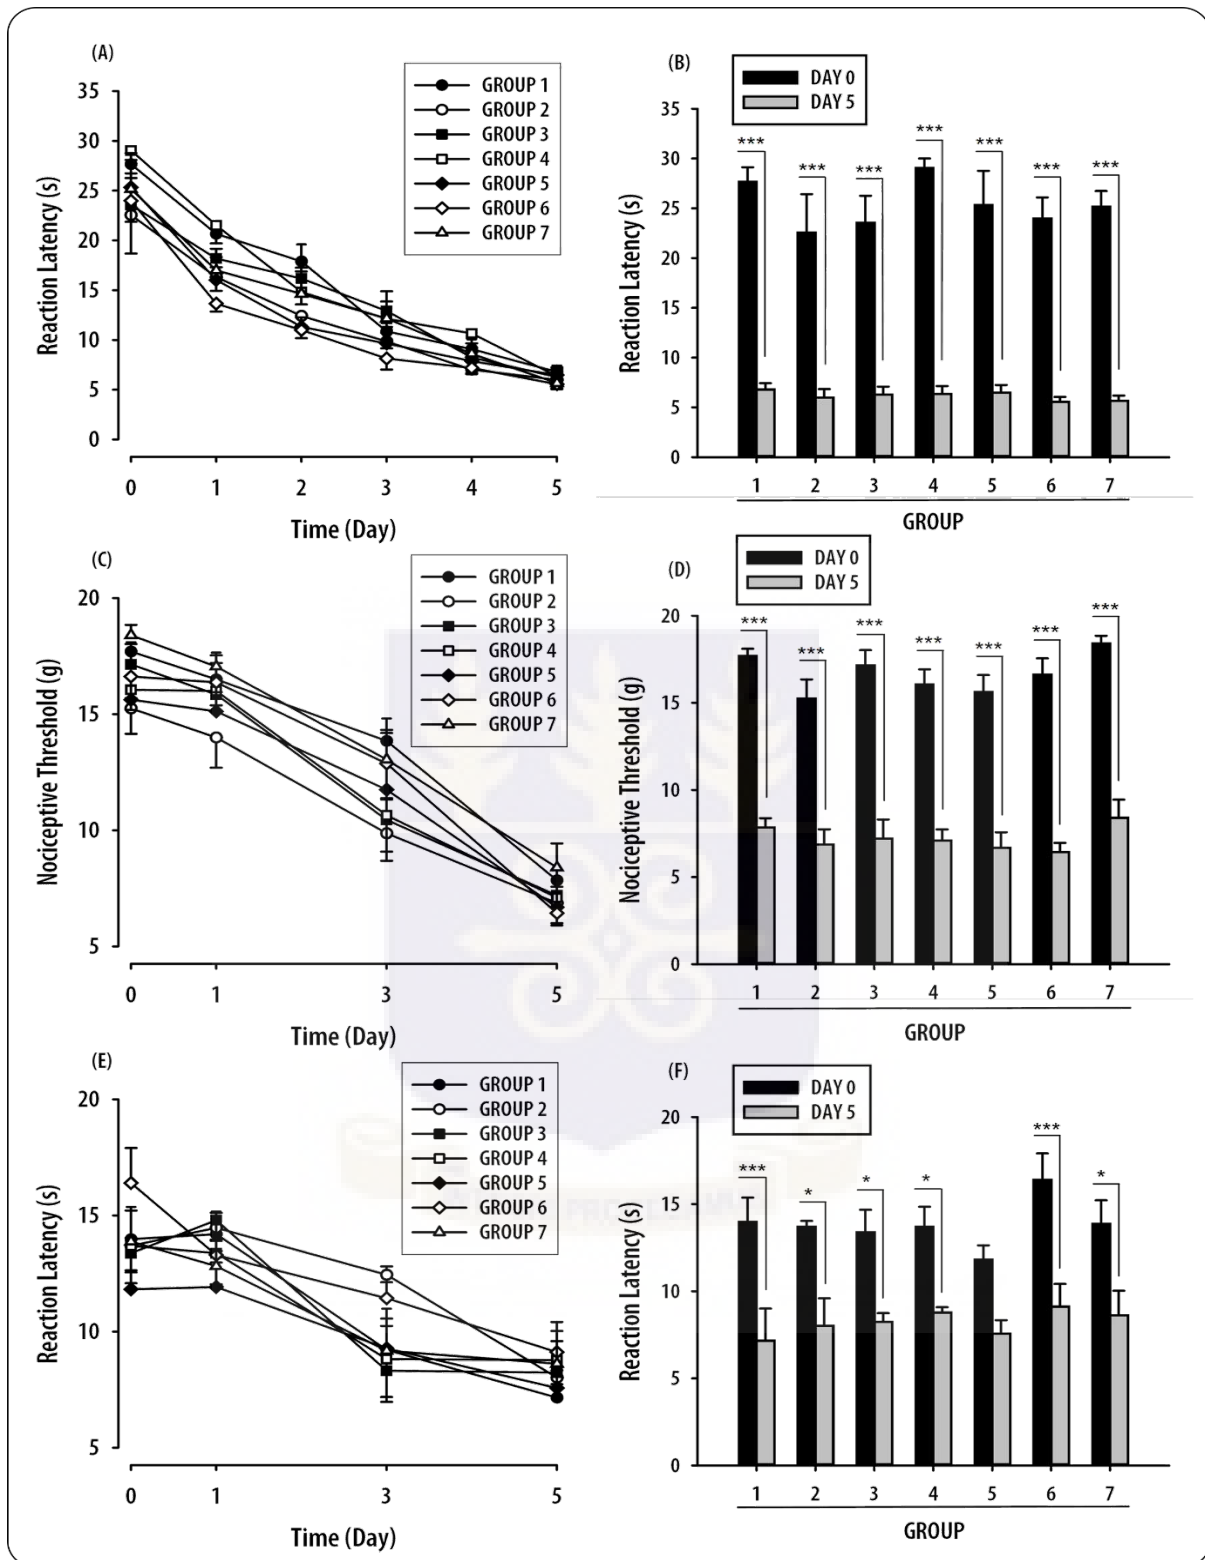 (A)
GROUP 1
GROUP 2
GROUP 3
GROUP 4
GROUP 5
GROUP 6
GROUP 7
35
30
25
20
15
10
5
0
Reaction Latency (s)
0 1 2 3 4 5
Time (Day)
(B)
DAY 0
DAY 5
35
30
25
20
15
10
5
0
Reaction Latency (s)
*** *** *** *** *** *** ***
1 2 3 4 5 6 7
GROUP
(C)
GROUP 1
GROUP 2
GROUP 3
GROUP 4
GROUP 5
GROUP 6
GROUP 7
20
15
10
5
Nociceptive Threshold (g)
0 1 3 5
Time (Day)
(D)
DAY 0
DAY 5
20
15
10
5
0
Nociceptive Threshold (g)
*** *** *** *** *** *** ***
1 2 3 4 5 6 7
GROUP
(E)
GROUP 1
GROUP 2
GROUP 3
GROUP 4
GROUP 5
GROUP 6
GROUP 7
20
15
10
5
Reaction Latency (s)
0 1 3 5
Time (Day)
(F)
DAY 0
DAY 5
20
15
10
5
0
Reaction Latency (s)
*** * * * *** *
1 2 3 4 5 6 7
GROUP